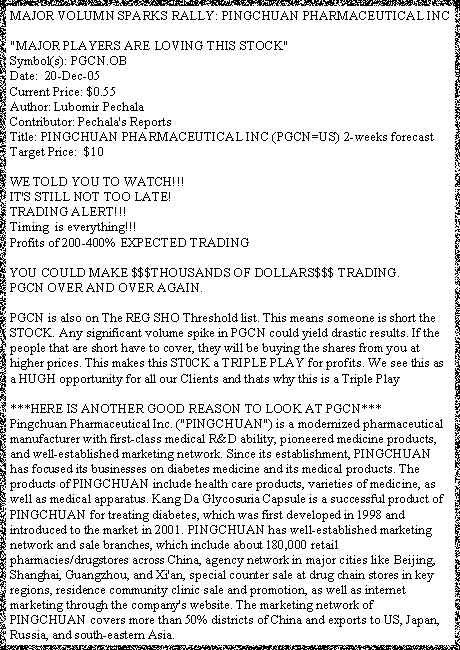 MAJOR VOLUMN SPARKS RALLY: PINGCHUAN PHARMACEUTICAL INC
"MAJOR PLAYERS ARE LOVING THIS STOCK"
Symbol(s): PGCN.OB
Date:  20-Dec-05
Current Price: $0.55
Author: Lubomir Pechala
Contributor: Pechala's Reports
Title: PINGCHUAN PHARMACEUTICAL INC (PGCN=US) 2-weeks forecast
Target Price:  $10
WE TOLD YOU TO WATCH!!!
IT'S STILL NOT TOO LATE!
TRADING ALERT!!!
Timing  is everything!!!
Profits of 200-400% EXPECTED TRADING
YOU COULD MAKE $$$THOUSANDS OF DOLLARS$$$ TRADING.
PGCN OVER AND OVER AGAIN.
PGCN is also on The REG SHO Threshold list. This means someone is short the
STOCK. Any significant volume spike in PGCN could yield drastic results. If the
people that are short have to cover, they will be buying the shares from you at
higher prices. This makes this ST0CK a TRIPLE PLAY for profits. We see this as
a HUGH opportunity for all our Clients and thats why this is a Triple Play
***HERE IS ANOTHER GOOD REASON TO LOOK AT PGCN***
Pingchuan Pharmaceutical Inc. ("PINGCHUAN") is a modernized pharmaceutical
manufacturer with first-class medical R&D ability, pioneered medicine products,
and well-established marketing network. Since its establishment, PINGCHUAN
has focused its businesses on diabetes medicine and its medical products. The
products of PINGCHUAN include health care products, varieties of medicine, as
well as medical apparatus. Kang Da Glycosuria Capsule is a successful product of
PINGCHUAN for treating diabetes, which was first developed in 1998 and
introduced to the market in 2001. PINGCHUAN has well-established marketing
network and sale branches, which include about 180,000 retail
pharmacies/drugstores across China, agency network in major cities like Beijing,
Shanghai, Guangzhou, and Xi'an, special counter sale at drug chain stores in key
regions, residence community clinic sale and promotion, as well as internet
marketing through the company's website. The marketing network of
PINGCHUAN covers more than 50% districts of China and exports to US, Japan,
Russia, and south-eastern Asia.